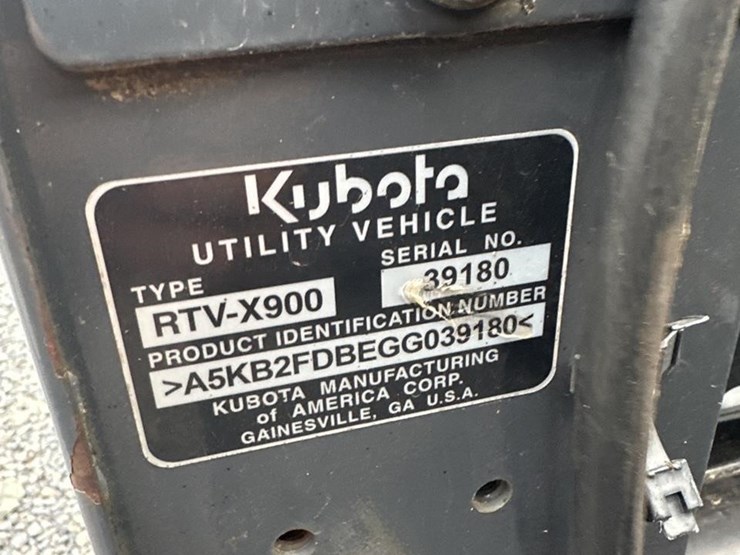 Kubota
UTILITY VEHICLE
TYPE
SERIAL NO.
RTV-X900
39180
PRODUCT IDENTIFICATION NUMBER
>A5KB2FDBEGG039180<
KUBOTA MANUFACTURING
of AMERICA CORP.
GAINESVILLE, GA U.S.A.